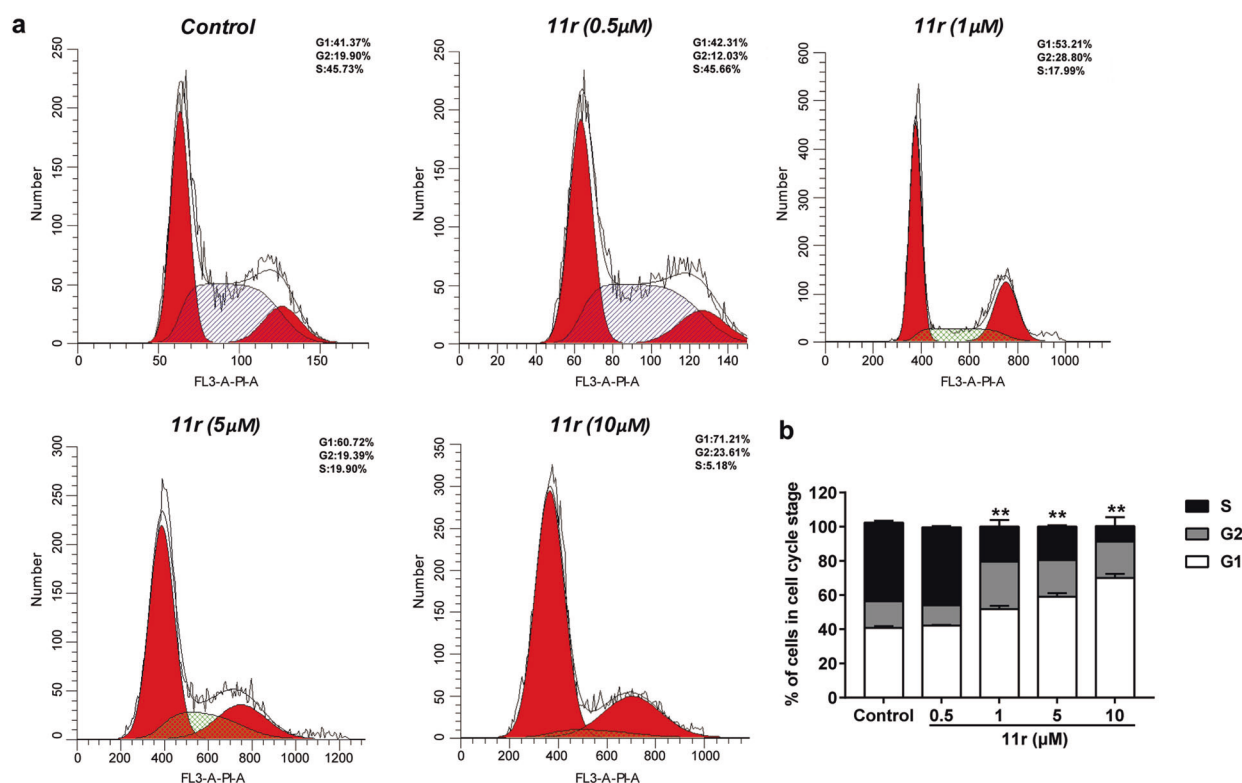 a
Control
G1:41.37%
G2:19.90%
S:45.73%
Number
250
200
150
100
50
0
0 50 100 150
FL3-A-PI-A
11r (0.5µM)
G1:42.31%
G2:12.03%
S:45.66%
Number
250
200
150
100
50
0
0 20 40 60 80 100 120 140
FL3-A-PI-A
11r (1µM)
G1:53.21%
G2:28.80%
S:17.99%
Number
600
500
400
300
200
100
0
0 200 400 600 800 1000
FL3-A-PI-A
11r (5µM)
G1:60.72%
G2:19.39%
S:19.90%
Number
300
250
200
150
100
50
0
0 200 400 600 800 1000 1200
FL3-A-PI-A
11r (10µM)
G1:71.21%
G2:23.61%
S:5.18%
Number
350
300
250
200
150
100
50
0
0 200 400 600 800 1000
FL3-A-PI-A
b
% of cells in cell cycle stage
120
100
80
60
40
20
0
** ** **
S
G2
G1
Control 0.5 1 5 10
11r (µM)